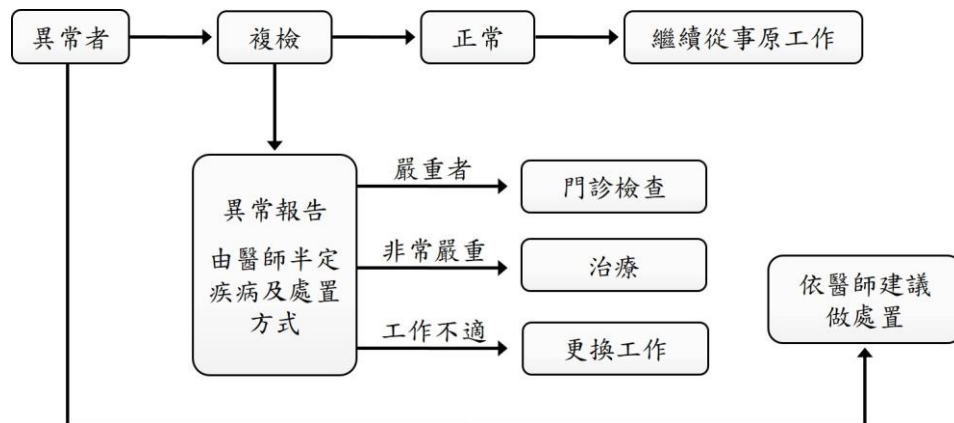 異常者
複檢
正常
繼續從事原工作
異常報告
由醫師半定
疾病及處置
方式
嚴重者
門診檢查
非常嚴重
治療
工作不適
更換工作
依醫師建議
做處置